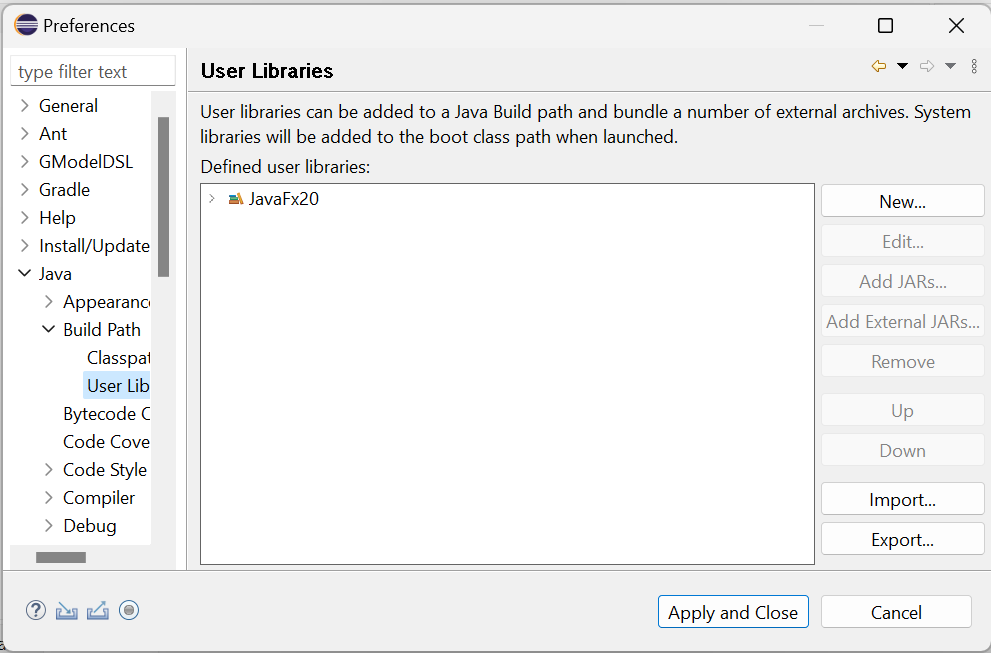 Preferences
type filter text
General
Ant
GModelDSL
Gradle
Help
Install/Update
Java
Appearanc
Build Path
Classpat
User Lib
Bytecode C
Code Cove
Code Style
Compiler
Debug
User Libraries
User libraries can be added to a Java Build path and bundle a number of external archives. System
libraries will be added to the boot class path when launched.
Defined user libraries:
JavaFx20
New...
Edit...
Add JARs...
Add External JARs...
Remove
Up
Down
Import...
Export...
?
Apply and Close
Cancel